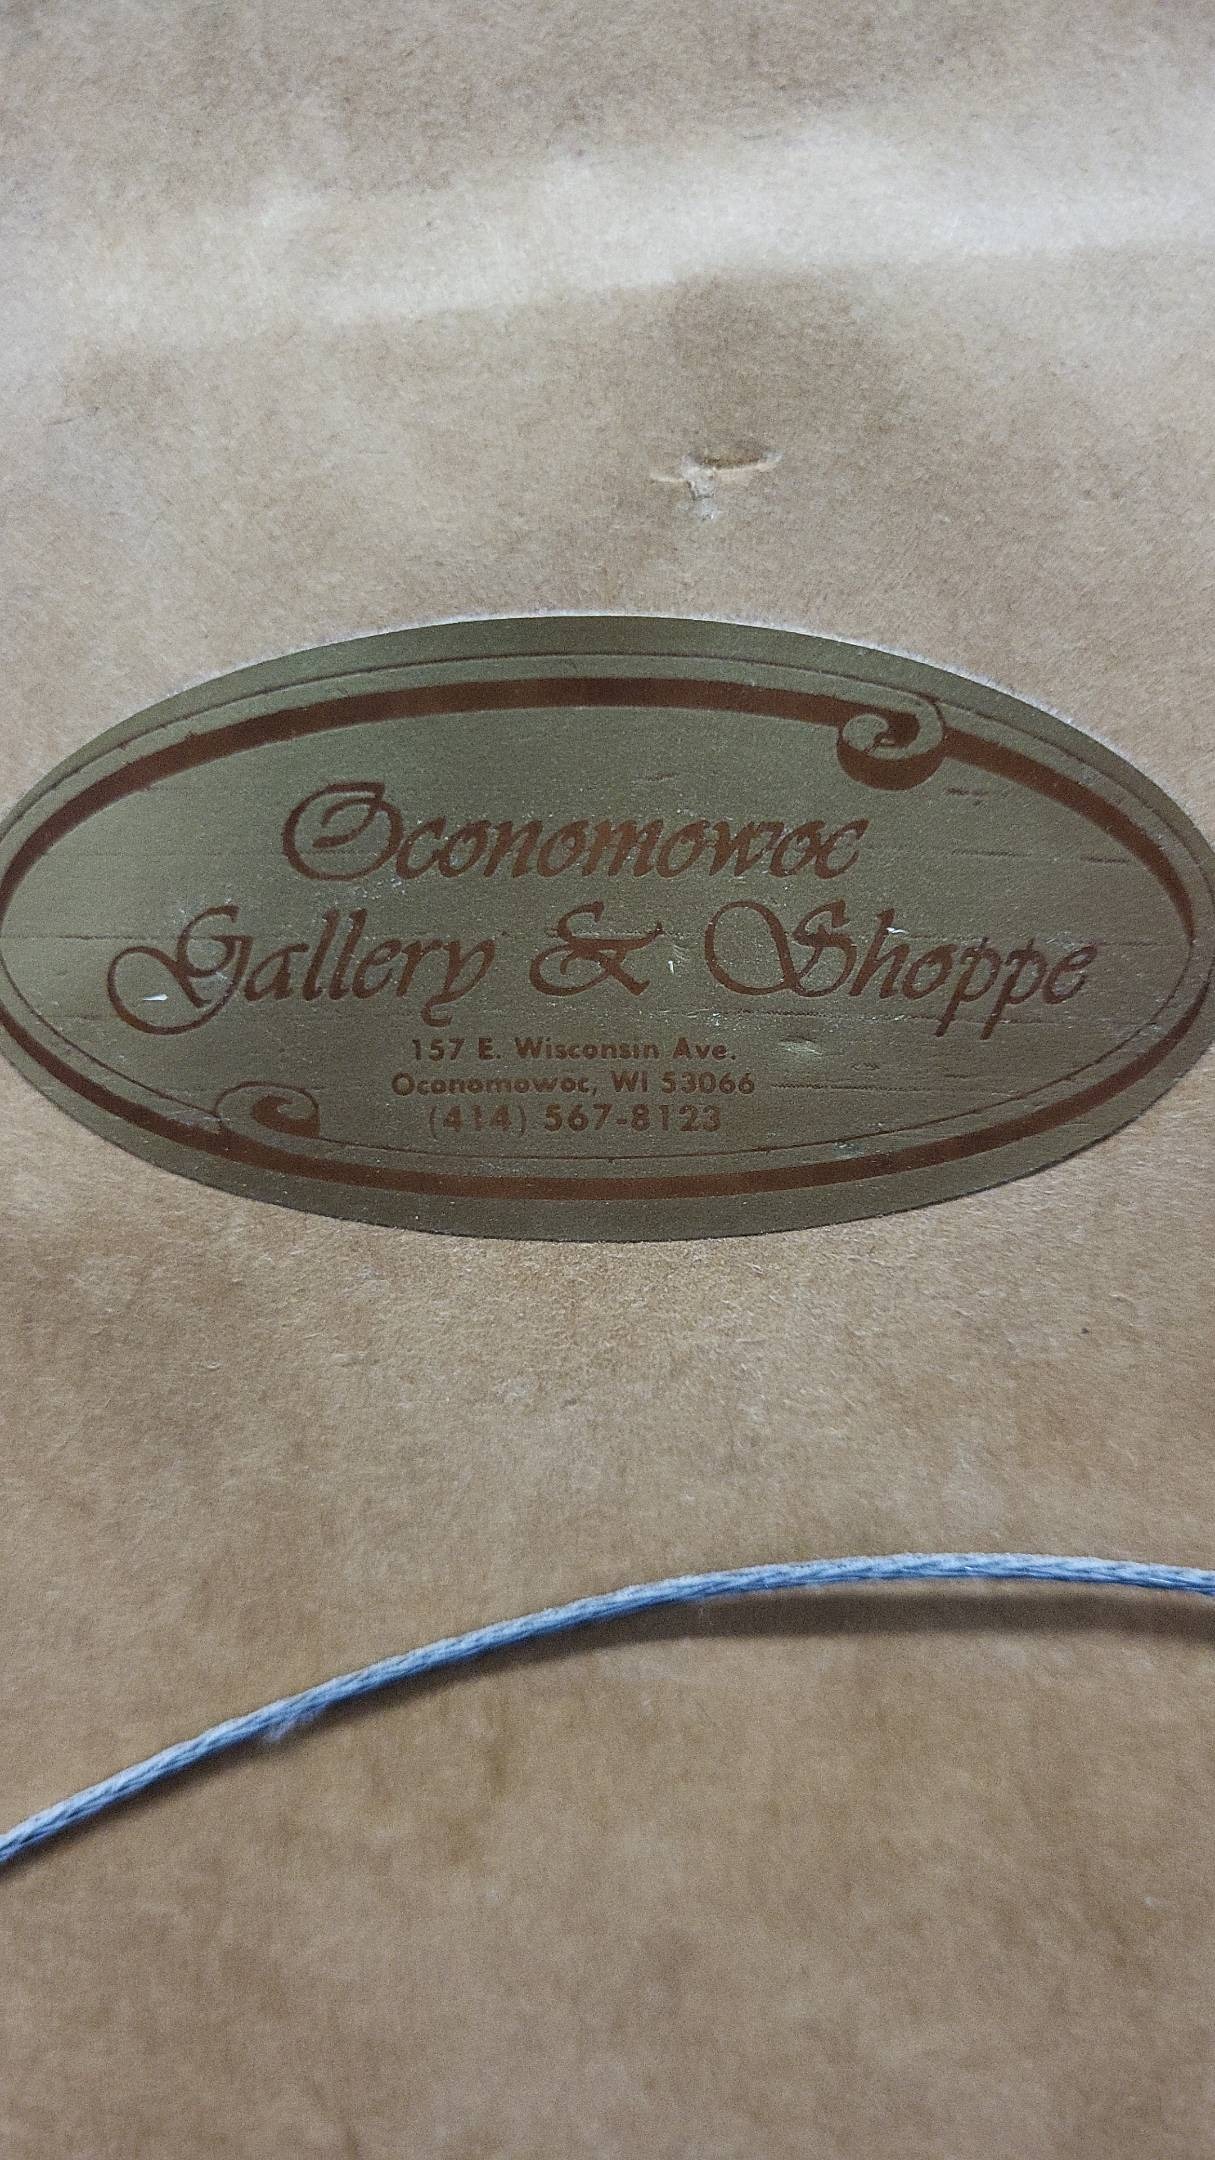 Oconomowoc
Gallery & Shoppe
157 E. Wisconsin Ave.
Oconomowoc, WI 53066
(414) 567-8123